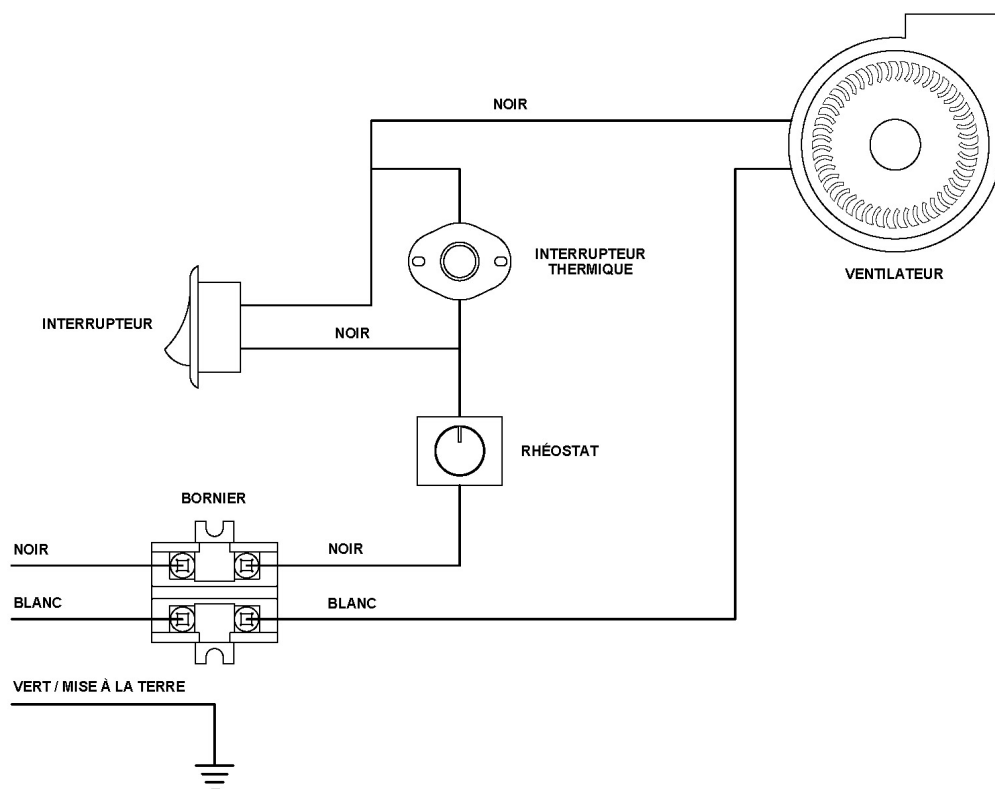 NOIR
INTERRUPTEUR
THERMIQUE
VENTILATEUR
INTERRUPTEUR
NOIR
RHÉOSTAT
BORNIER
NOIR
NOIR
BLANC
BLANC
VERT / MISE À LA TERRE